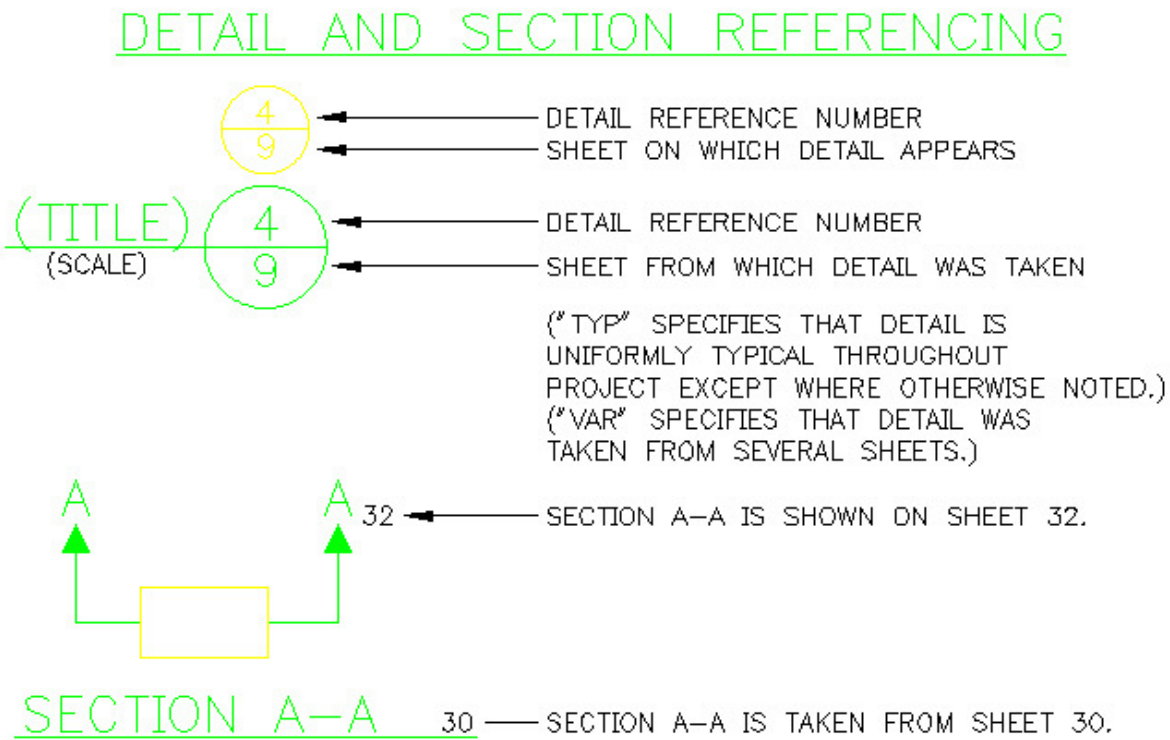 DETAIL AND SECTION REFERENCING
4
DETAIL REFERENCE NUMBER
9
SHEET ON WHICH DETAIL APPEARS
(TITLE)
4
DETAIL REFERENCE NUMBER
(SCALE)
9
SHEET FROM WHICH DETAIL WAS TAKEN
("TYP" SPECIFIES THAT DETAIL IS
UNIFORMLY TYPICAL THROUGHOUT
PROJECT EXCEPT WHERE OTHERWISE NOTED.)
("VAR" SPECIFIES THAT DETAIL WAS
TAKEN FROM SEVERAL SHEETS.)
A
A
32
SECTION A-A IS SHOWN ON SHEET 32.
SECTION A-A
30
SECTION A-A IS TAKEN FROM SHEET 30.